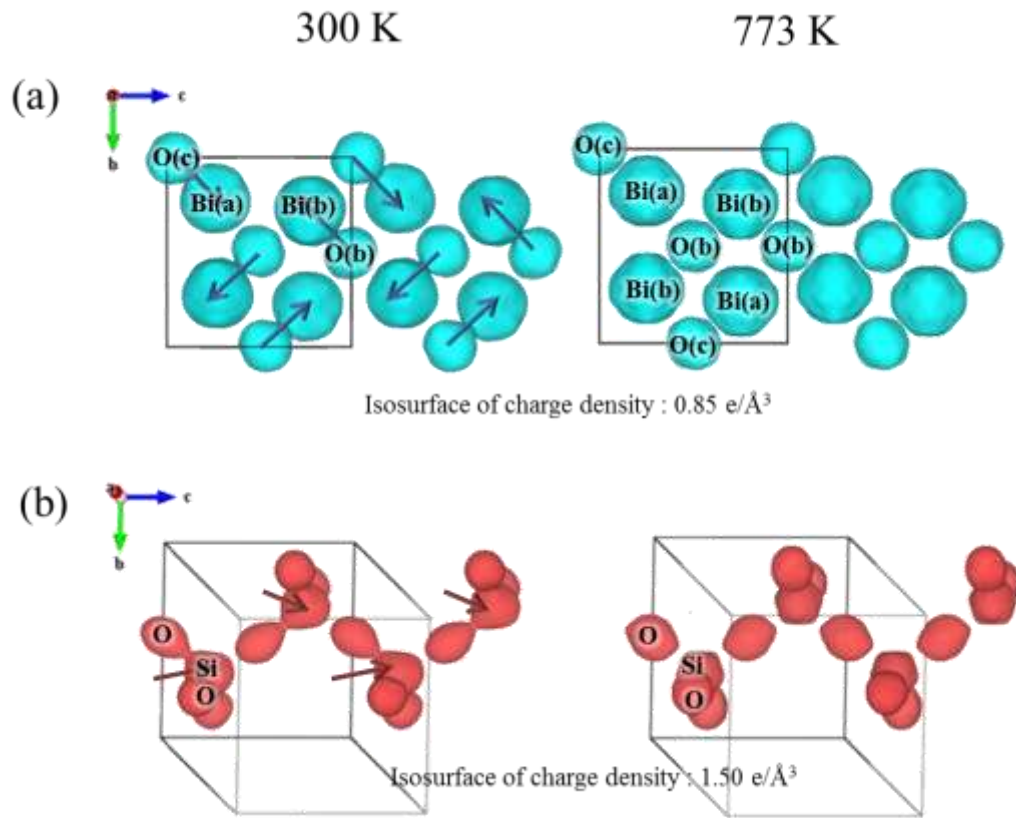 300 K 773 K
(a)
a c
b
O(c) O(c)
Bi(a) Bi(b) Bi(a) Bi(b)
O(b) O(b) O(b)
Bi(b) Bi(a)
O(c)
Isosurface of charge density : 0.85 e/Å³
(b)
a c
b
O O
Si Si
O O
Isosurface of charge density : 1.50 e/Å³